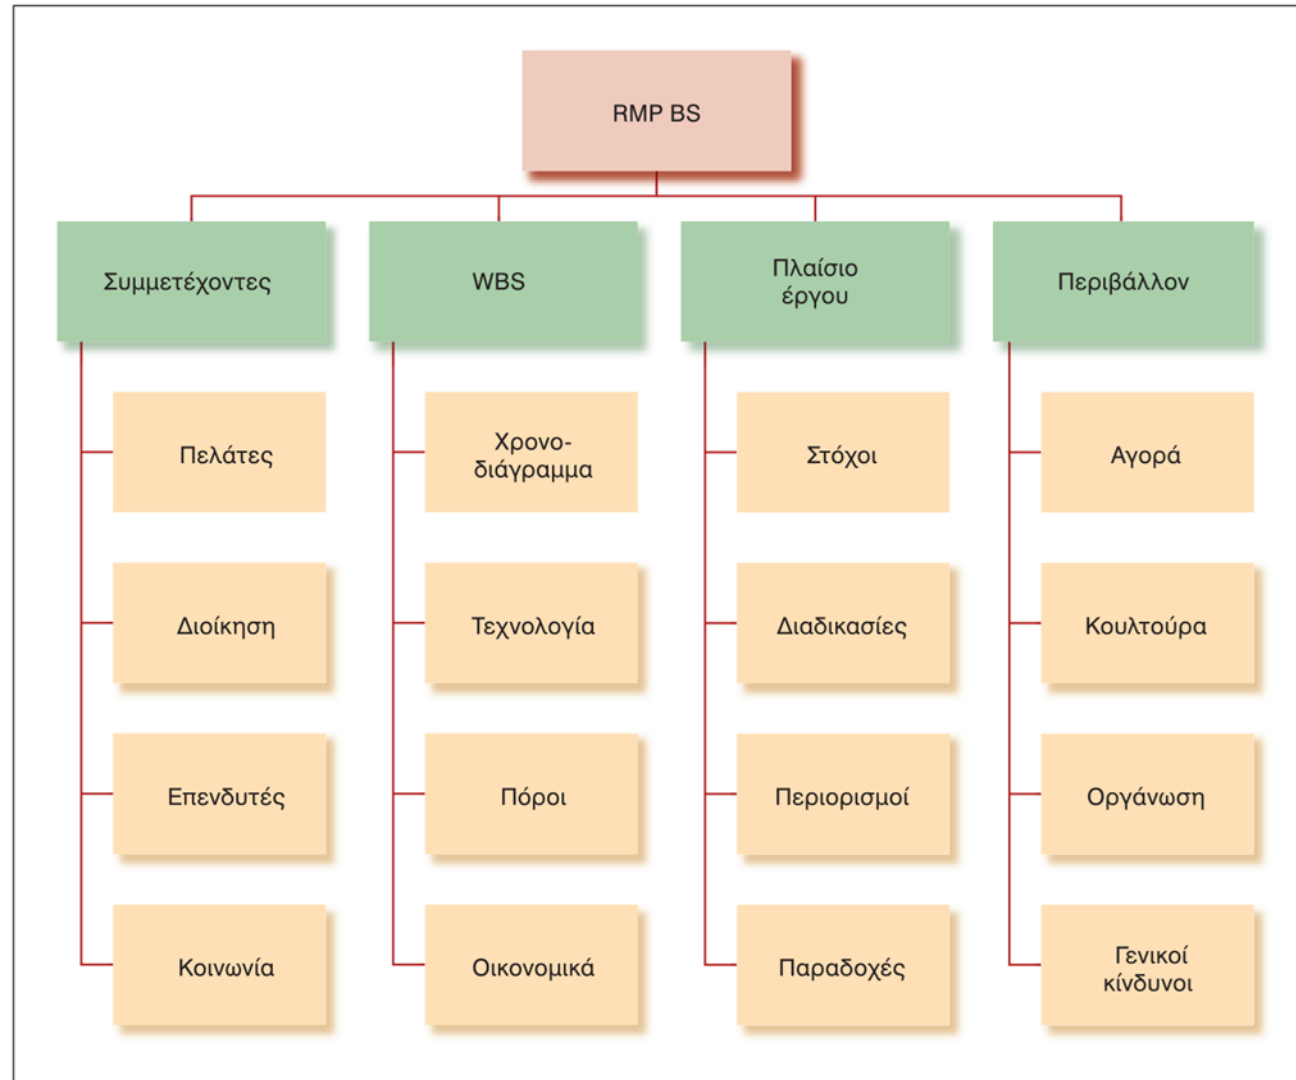 RMP BS
Συμμετέχοντες
WBS
Πλαίσιο
έργου
Περιβάλλον
Πελάτες
Χρονο-
διάγραμμα
Στόχοι
Αγορά
Διοίκηση
Τεχνολογία
Διαδικασίες
Κουλτούρα
Επενδυτές
Πόροι
Περιορισμοί
Οργάνωση
Κοινωνία
Οικονομικά
Παραδοχές
Γενικοί
κίνδυνοι